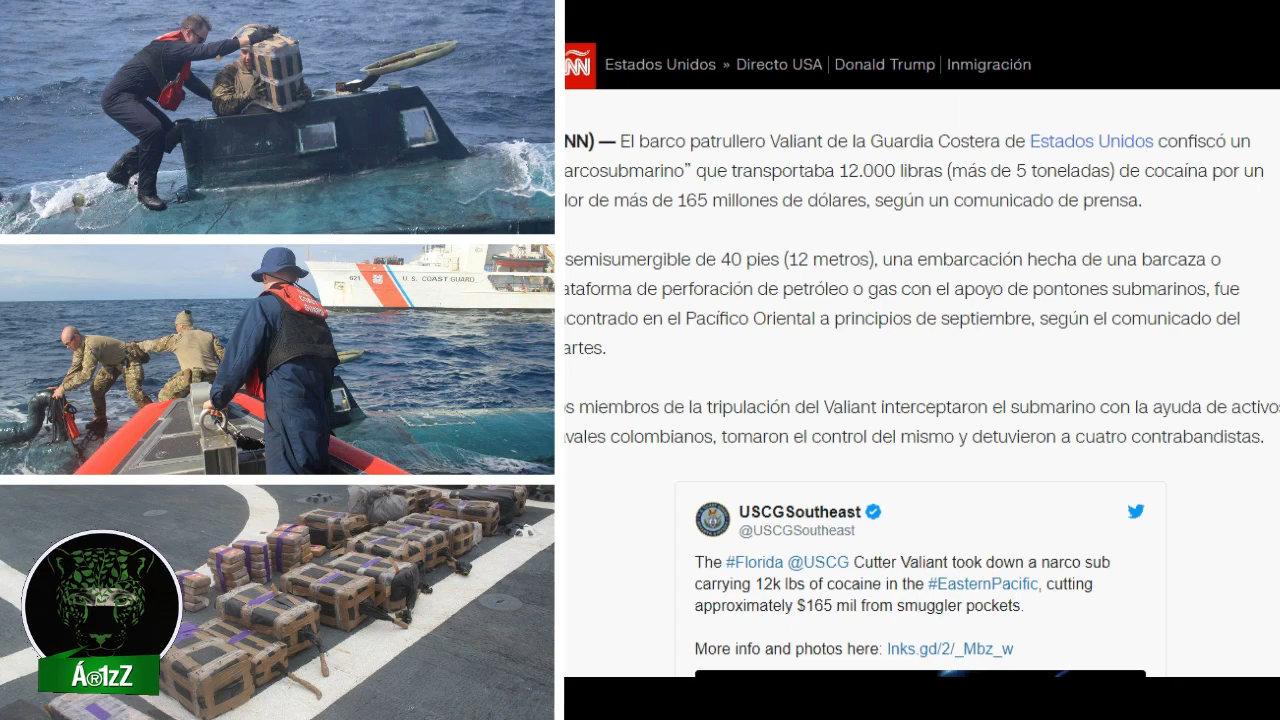 621 U.S. COAST GUARD
U.S.
COAST
GUARD
Á®1zZ
NN
Estados Unidos » Directo USA | Donald Trump | Inmigración
NN) — El barco patrullero Valiant de la Guardia Costera de Estados Unidos confiscó un
arcosubmarino” que transportaba 12.000 libras (más de 5 toneladas) de cocaína por un
lor de más de 165 millones de dólares, según un comunicado de prensa.
semisumergible de 40 pies (12 metros), una embarcación hecha de una barcaza o
ataforma de perforación de petróleo o gas con el apoyo de pontones submarinos, fue
contrado en el Pacífico Oriental a principios de septiembre, según el comunicado del
artes.
os miembros de la tripulación del Valiant interceptaron el submarino con la ayuda de activos
avales colombianos, tomaron el control del mismo y detuvieron a cuatro contrabandistas.
USCGSoutheast
@USCGSoutheast
The #Florida @USCG Cutter Valiant took down a narco sub
carrying 12k lbs of cocaine in the #EasternPacific, cutting
approximately $165 mil from smuggler pockets.
More info and photos here: lnks.gd/2/_Mbz_w